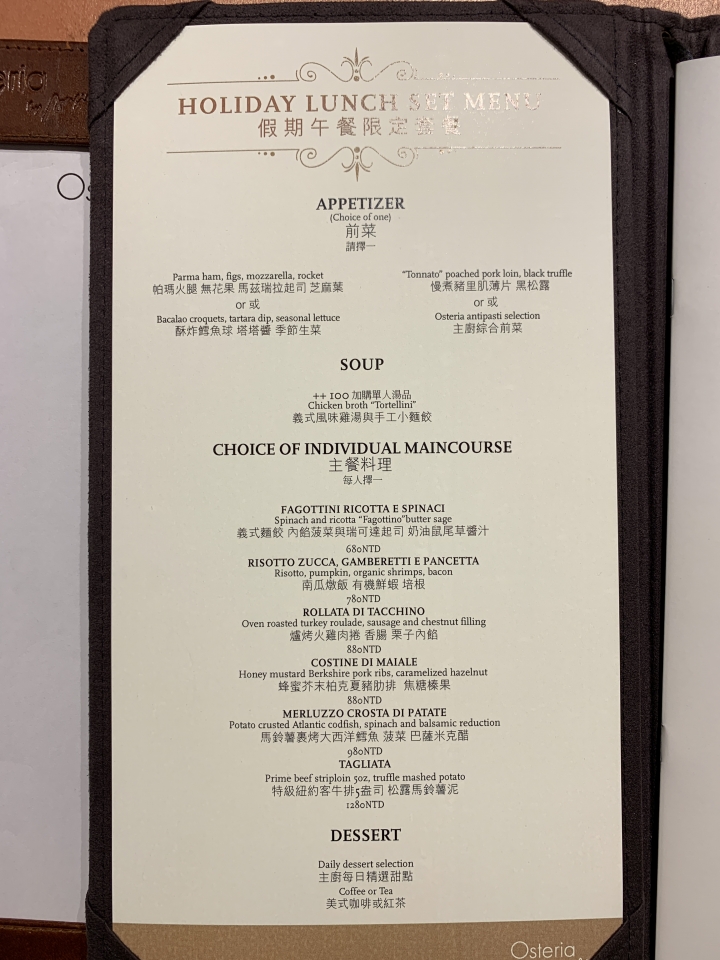 HOLIDAY LUNCH SET MENU
假期午餐限定套餐
APPETIZER
(Choice of one)
前菜
請擇一
Parma ham, figs, mozzarella, rocket
帕瑪火腿 無花果 馬茲瑞拉起司 芝麻葉
or 或
Bacalao croquets, tartara dip, seasonal lettuce
酥炸鱈魚球 塔塔醬 季節生菜
“Tonnato” poached pork loin, black truffle
慢煮豬里肌薄片 黑松露
or 或
Osteria antipasti selection
主廚綜合前菜
SOUP
++ 100 加購單人湯品
Chicken broth “Tortellini”
義式風味雞湯與手工小麵餃
CHOICE OF INDIVIDUAL MAINCOURSE
主餐料理
每人擇一
FAGOTTINI RICOTTA E SPINACI
Spinach and ricotta “Fagottino”butter sage
義式麵餃 內餡菠菜與瑞可達起司 奶油鼠尾草醬汁
680NTD
RISOTTO ZUCCA, GAMBERETTI E PANCETTA
Risotto, pumpkin, organic shrimps, bacon
南瓜燉飯 有機鮮蝦 培根
780NTD
ROLLATA DI TACCHINO
Oven roasted turkey roulade, sausage and chestnut filling
爐烤火雞肉捲 香腸 栗子內餡
880NTD
COSTINE DI MAIALE
Honey mustard Berkshire pork ribs, caramelized hazelnut
蜂蜜芥末柏克夏豬肋排 焦糖榛果
880NTD
MERLUZZO CROSTA DI PATATE
Potato crusted Atlantic codfish, spinach and balsamic reduction
馬鈴薯裹烤大西洋鱈魚 菠菜 巴薩米克醋
980NTD
TAGLIATA
Prime beef striploin 5oz, truffle mashed potato
特級紐約客牛排5盎司 松露馬鈴薯泥
1280NTD
DESSERT
Daily dessert selection
主廚每日精選甜點
Coffee or Tea
美式咖啡或紅茶
Osteria